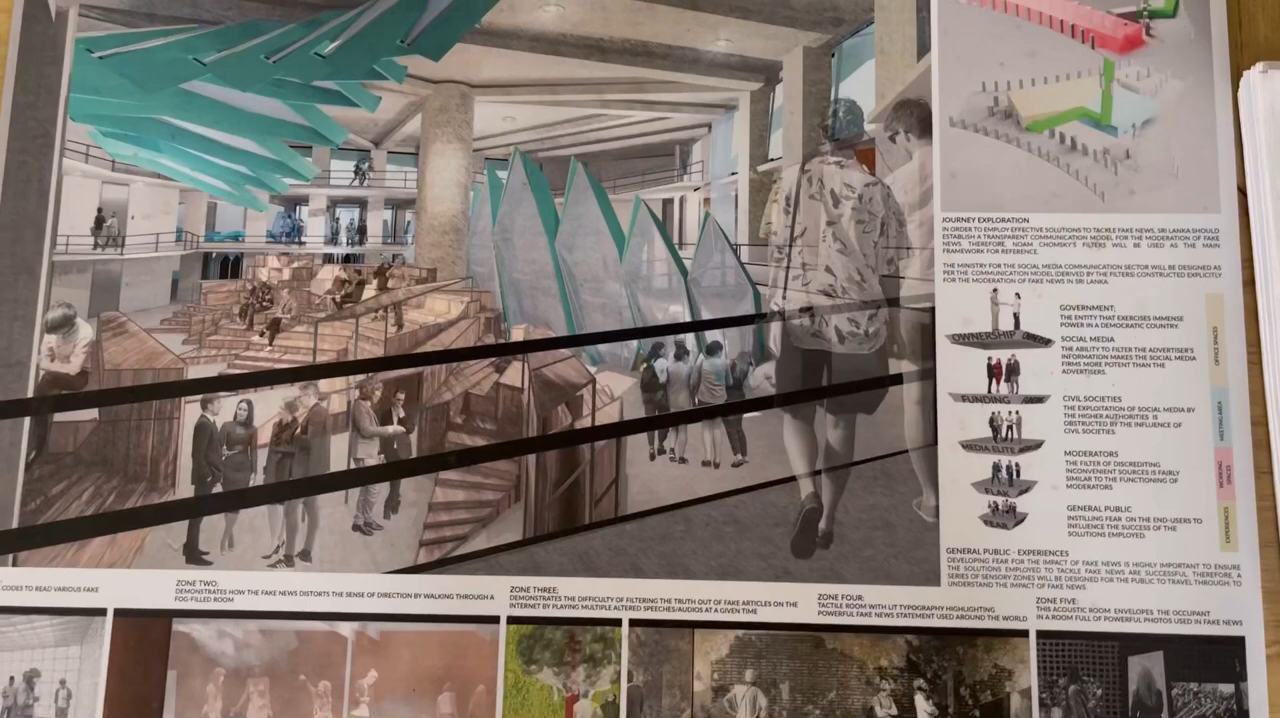 JOURNEY EXPLORATION
IN ORDER TO EMPLOY EFFECTIVE SOLUTIONS TO TACKLE FAKE NEWS, SRI LANKA SHOULD
ESTABLISH A TRANSPARENT COMMUNICATION MODEL FOR THE MODERATION OF FAKE
NEWS THEREFORE, NOAM CHOMSKY'S FILTERS WILL BE USED AS THE MAIN
FRAMEWORK FOR REFERENCE.
THE MINISTRY FOR THE SOCIAL MEDIA COMMUNICATION SECTOR WILL BE DESIGNED AS
PER THE COMMUNICATION MODEL (DERIVED BY THE FILTERS) CONSTRUCTED EXPLICITLY
FOR THE MODERATION OF FAKE NEWS IN SRI LANKA
OWNERSHIP
GOVERNMENT;
THE ENTITY THAT EXERCISES IMMENSE
POWER IN A DEMOCRATIC COUNTRY.
FUNDING
SOCIAL MEDIA
THE ABILITY TO FILTER THE ADVERTISER'S
INFORMATION MAKES THE SOCIAL MEDIA
FIRMS MORE POTENT THAN THE
ADVERTISERS.
MEDIA ELITE
CIVIL SOCIETIES
THE EXPLOITATION OF SOCIAL MEDIA BY
THE HIGHER AUTHORITIES IS
OBSTRUCTED BY THE INFLUENCE OF
CIVIL SOCIETIES.
FLAK
MODERATORS
THE FILTER OF DISCREDITING
INCONVENIENT SOURCES IS FAIRLY
SIMILAR TO THE FUNCTIONING OF
MODERATORS
FEAR
GENERAL PUBLIC
INSTILLING FEAR ON THE END-USERS TO
INFLUENCE THE SUCCESS OF THE
SOLUTIONS EMPLOYED.
OFFICE SPACES
MEETING AREA
WORKING
SPACES
EXPERIENCES
GENERAL PUBLIC - EXPERIENCES
DEVELOPING FEAR FOR THE IMPACT OF FAKE NEWS IS HIGHLY IMPORTANT TO ENSURE
THE SOLUTIONS EMPLOYED TO TACKLE FAKE NEWS ARE SUCCESSFUL. THEREFORE, A
SERIES OF SENSORY ZONES WILL BE DESIGNED FOR THE PUBLIC TO TRAVEL THROUGH, TO
UNDERSTAND THE IMPACT OF FAKE NEWS.
CODES TO READ VARIOUS FAKE
ZONE TWO;
DEMONSTRATES HOW THE FAKE NEWS DISTORTS THE SENSE OF DIRECTION BY WALKING THROUGH A
FOG-FILLED ROOM
ZONE THREE;
DEMONSTRATES THE DIFFICULTY OF FILTERING THE TRUTH OUT OF FAKE ARTICLES ON THE
INTERNET BY PLAYING MULTIPLE ALTERED SPEECHES/AUDIOS AT A GIVEN TIME
ZONE FOUR;
TACTILE ROOM WITH LIT TYPOGRAPHY HIGHLIGHTING
POWERFUL FAKE NEWS STATEMENT USED AROUND THE WORLD
ZONE FIVE;
THIS ACOUSTIC ROOM ENVELOPES THE OCCUPANT
IN A ROOM FULL OF POWERFUL PHOTOS USED IN FAKE NEWS